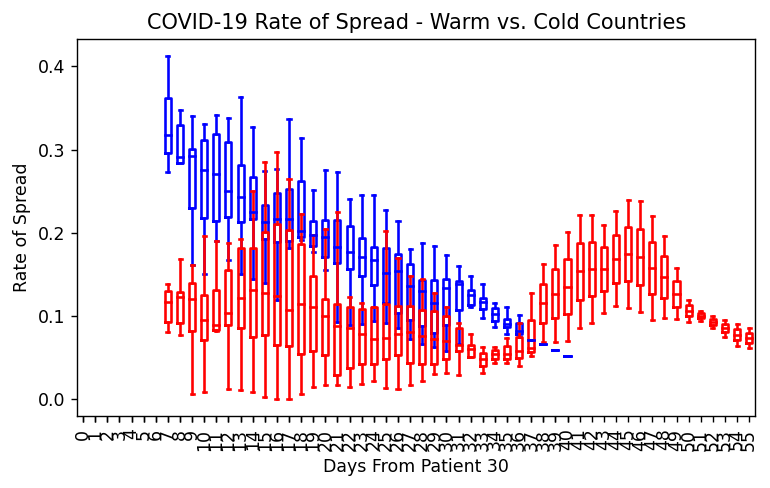 COVID-19 Rate of Spread - Warm vs. Cold Countries
Rate of Spread
0.4
0.3
0.2
0.1
0.0
0 1 2 3 4 5 6 7 8 9 10 11 12 13 14 15 16 17 18 19 20 21 22 23 24 25 26 27 28 29 30 31 32 33 34 35 36 37 38 39 40 41 42 43 44 45 46 47 48 49 50 51 52 53 54 55
Days From Patient 30